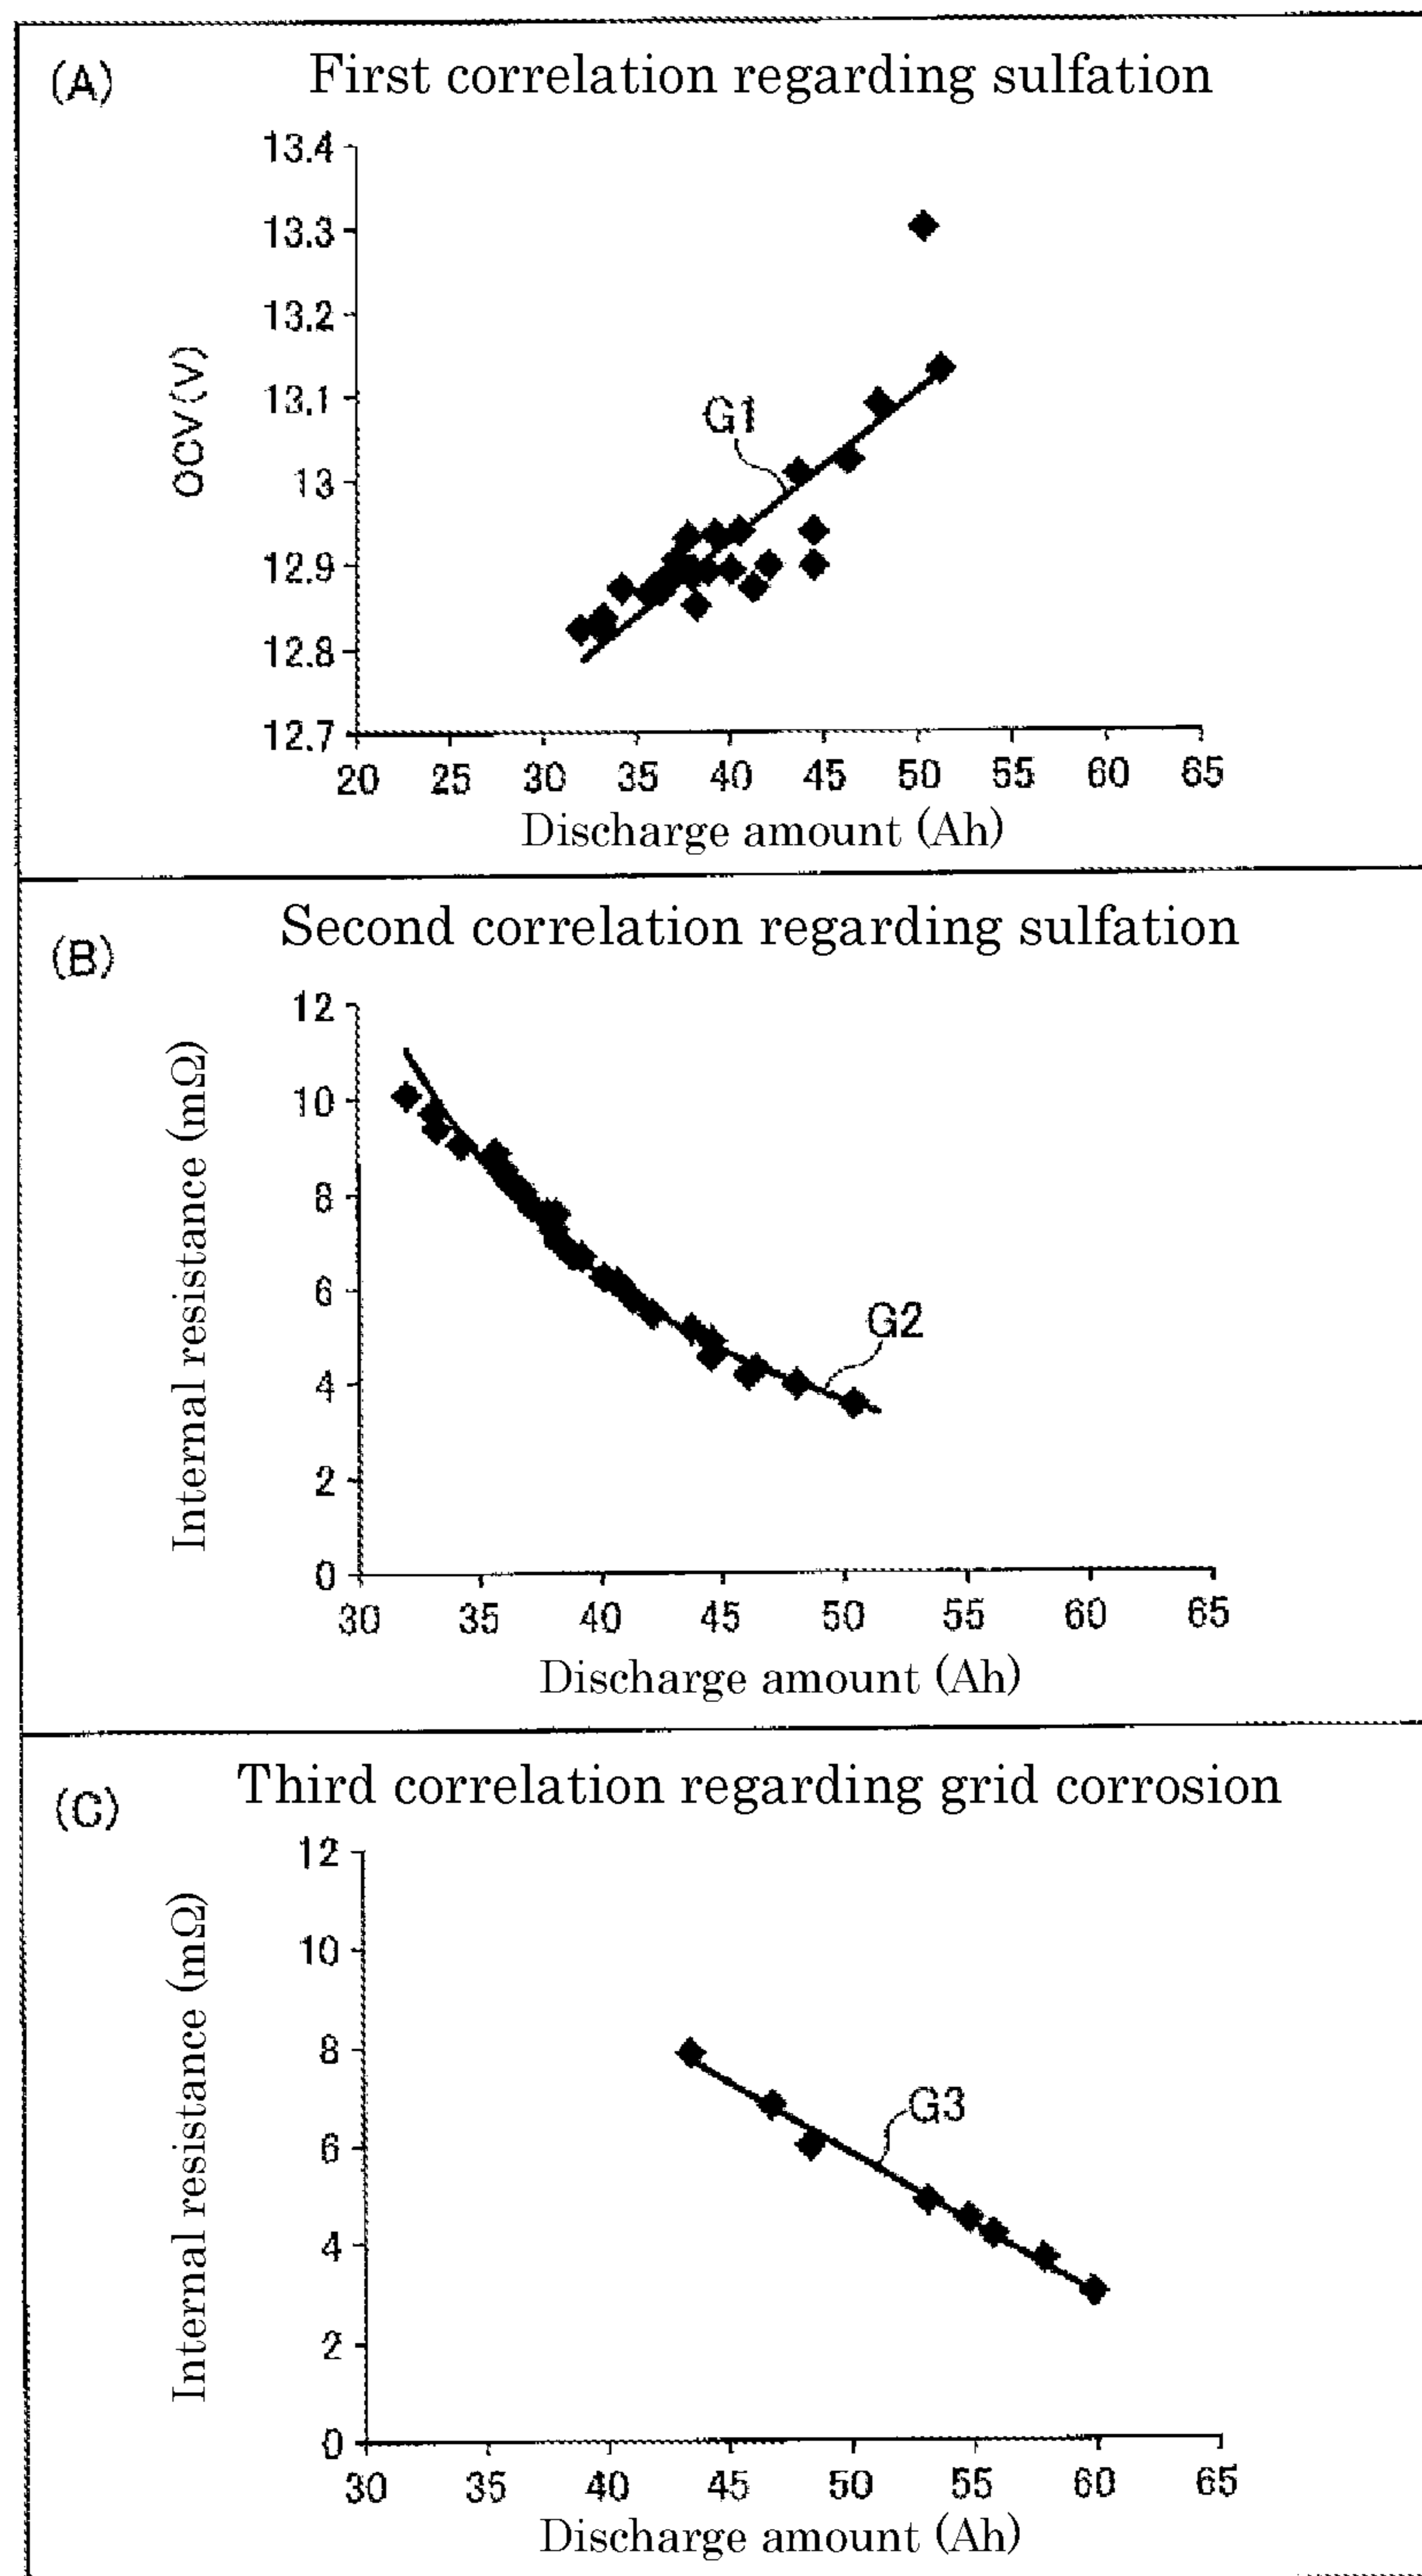 (A)
First correlation regarding sulfation
13.4
13.3
13.2
13.1
13
12.9
12.8
12.7
OCV(V)
G1
20 25 30 35 40 45 50 55 60 65
Discharge amount (Ah)
(B)
Second correlation regarding sulfation
12
10
8
6
4
2
0
Internal resistance (mΩ)
G2
30 35 40 45 50 55 60 65
Discharge amount (Ah)
(C)
Third correlation regarding grid corrosion
12
10
8
6
4
2
0
Internal resistance (mΩ)
G3
30 35 40 45 50 55 60 65
Discharge amount (Ah)